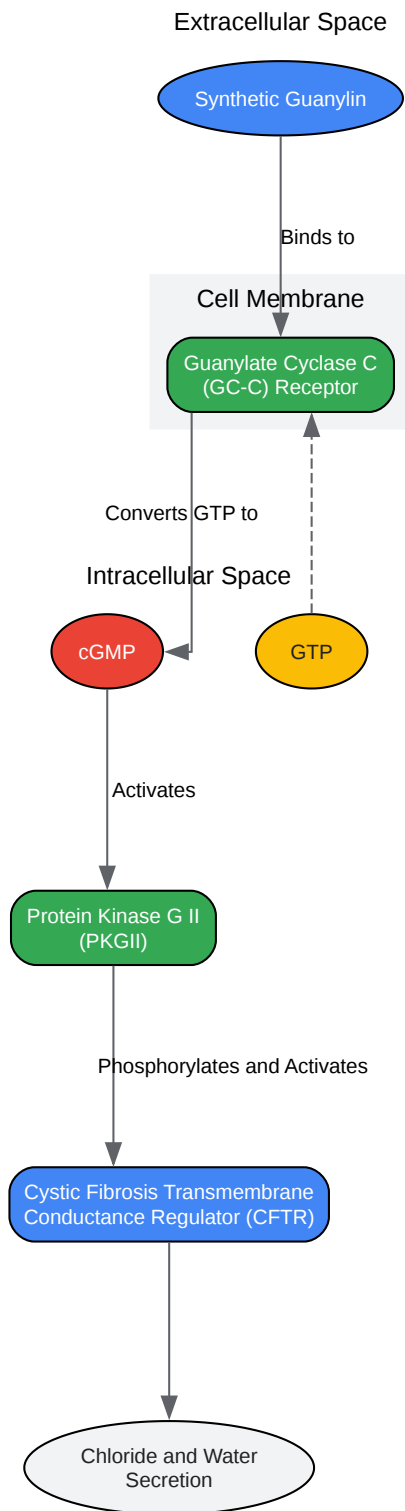 Extracellular Space
Synthetic Guanylin
Binds to
Cell Membrane
Guanylate Cyclase C
(GC-C) Receptor
Converts GTP to
Intracellular Space
cGMP
GTP
Activates
Protein Kinase G II
(PKGII)
Phosphorylates and Activates
Cystic Fibrosis Transmembrane
Conductance Regulator (CFTR)
Chloride and Water
Secretion